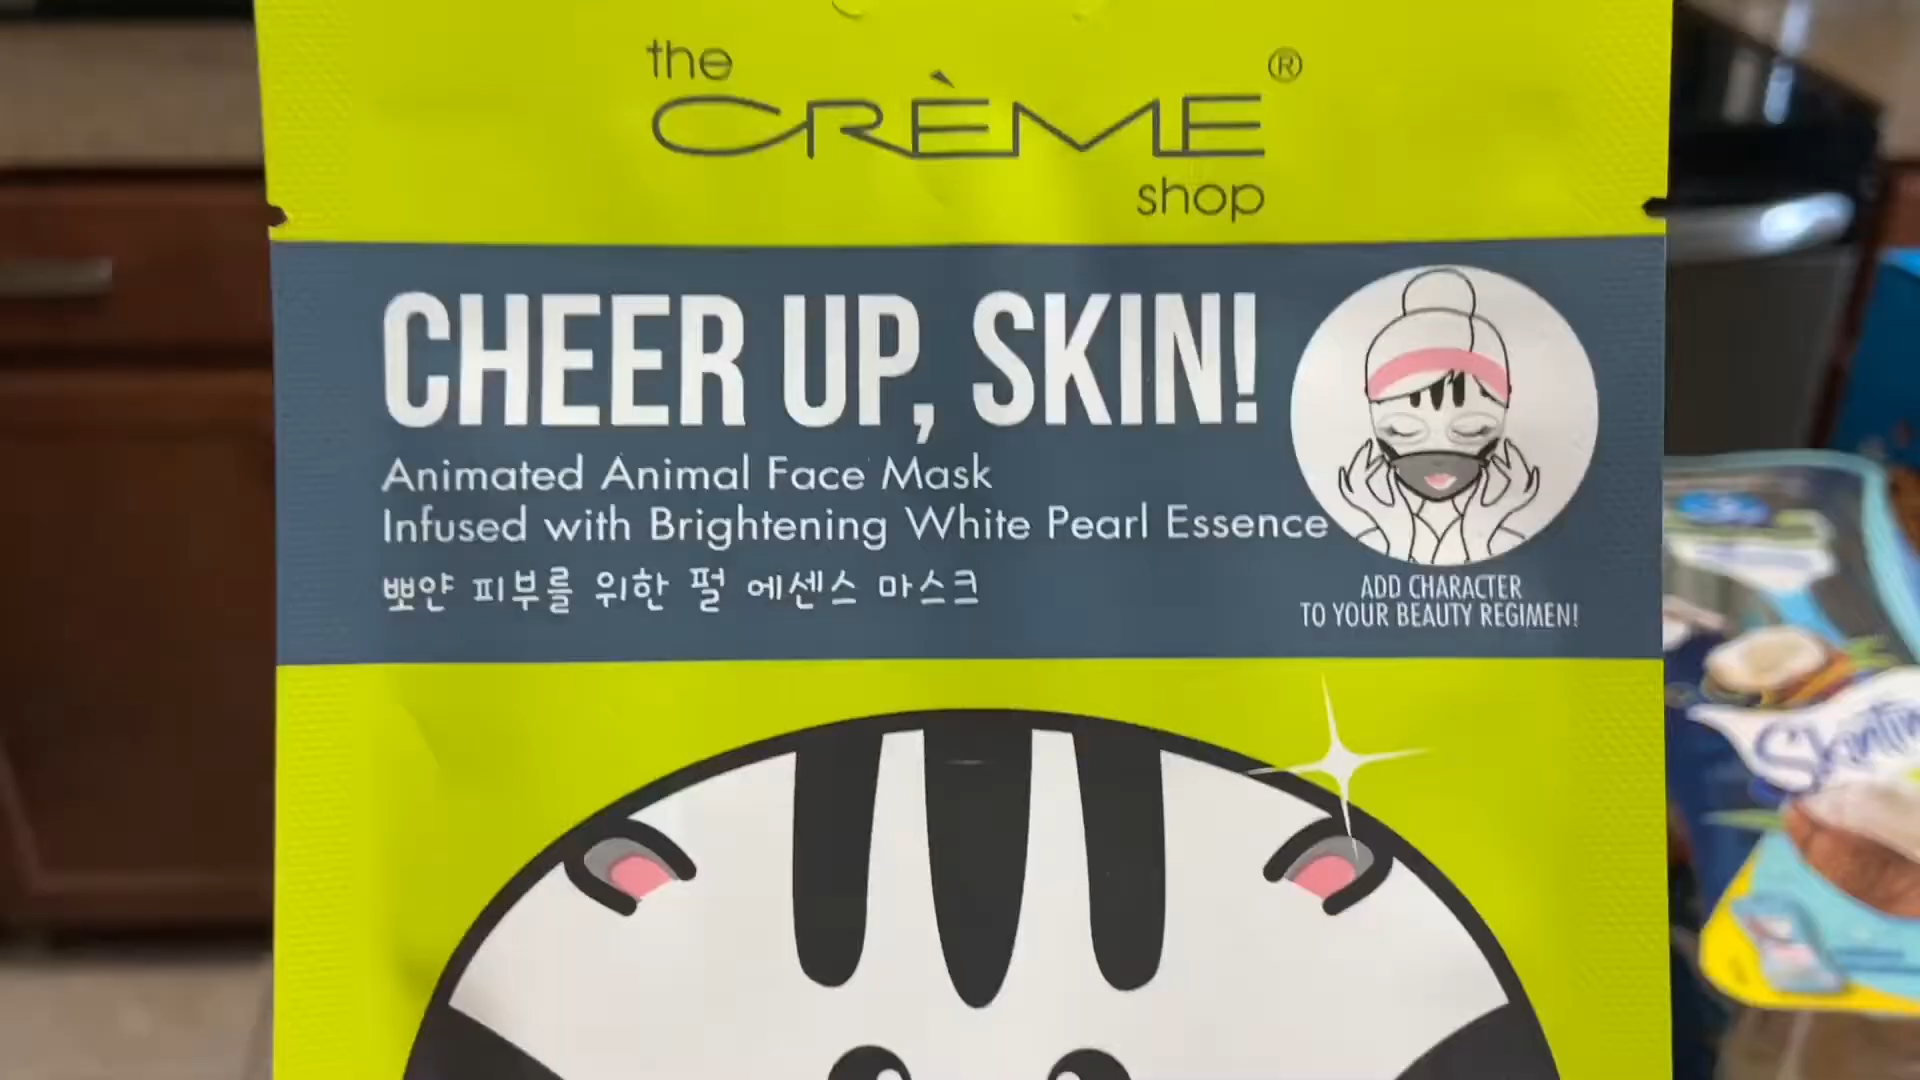 the
CRÈME ®
shop
CHEER UP, SKIN!
Animated Animal Face Mask
Infused with Brightening White Pearl Essence
뽀얀 피부를 위한 펄 에센스 마스크
ADD CHARACTER
TO YOUR BEAUTY REGIMEN!